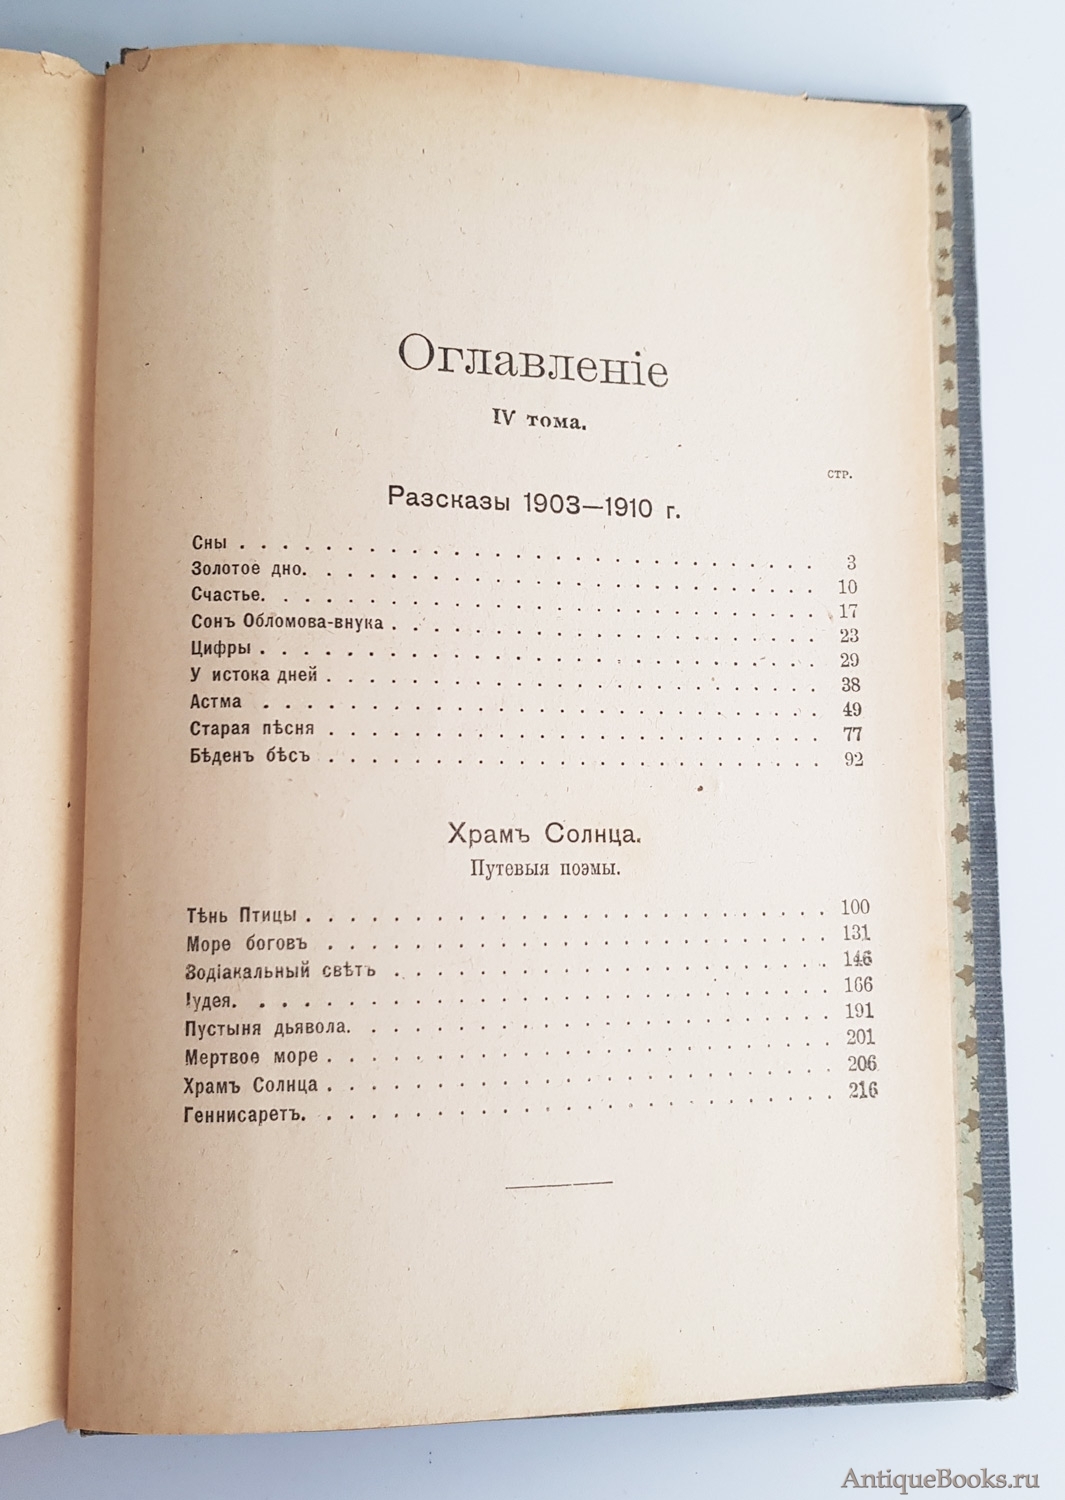 Оглавленіе
IV тома.
стр.
Разсказы 1903—1910 г.
Сны . . . . . . . . . . . . . . . . . . . . 3
Золотое дно. . . . . . . . . . . . . . . . . . . . 10
Счастье. . . . . . . . . . . . . . . . . . . . 17
Сонъ Обломова-внука . . . . . . . . . . . . . . . 23
Цифры . . . . . . . . . . . . . . . . . . . . 29
У истока дней . . . . . . . . . . . . . . . . . . 38
Астма . . . . . . . . . . . . . . . . . . . . 49
Старая пѣсня . . . . . . . . . . . . . . . . . . 77
Бѣденъ бѣсъ . . . . . . . . . . . . . . . . . . 92
Храмъ Солнца.
Путевыя поэмы.
Тѣнь Птицы . . . . . . . . . . . . . . . . . . . 100
Море боговъ . . . . . . . . . . . . . . . . . . 131
Зодіакальный свѣтъ . . . . . . . . . . . . . . . . 146
Іудея. . . . . . . . . . . . . . . . . . . . . 166
Пустыня дьявола. . . . . . . . . . . . . . . . . 191
Мертвое море . . . . . . . . . . . . . . . . . . 201
Храмъ Солнца . . . . . . . . . . . . . . . . . . 206
Геннисаретъ. . . . . . . . . . . . . . . . . . . 216
AntiqueBooks.ru